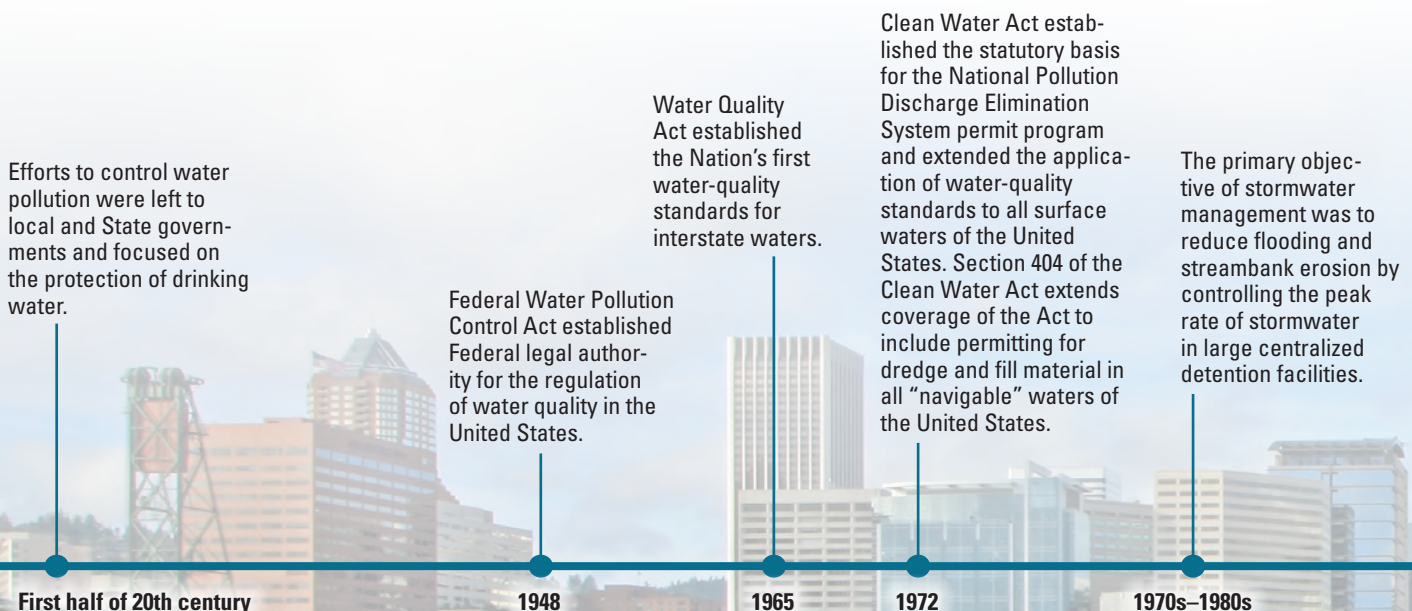 Efforts to control water
pollution were left to
local and State govern-
ments and focused on
the protection of drinking
water.
First half of 20th century
Federal Water Pollution
Control Act established
Federal legal author-
ity for the regulation
of water quality in the
United States.
1948
Water Quality
Act established
the Nation’s first
water-quality
standards for
interstate waters.
1965
Clean Water Act estab-
lished the statutory basis
for the National Pollution
Discharge Elimination
System permit program
and extended the applica-
tion of water-quality
standards to all surface
waters of the United
States. Section 404 of the
Clean Water Act extends
coverage of the Act to
include permitting for
dredge and fill material in
all “navigable” waters of
the United States.
1972
The primary objec-
tive of stormwater
management was to
reduce flooding and
streambank erosion by
controlling the peak
rate of stormwater
in large centralized
detention facilities.
1970s–1980s